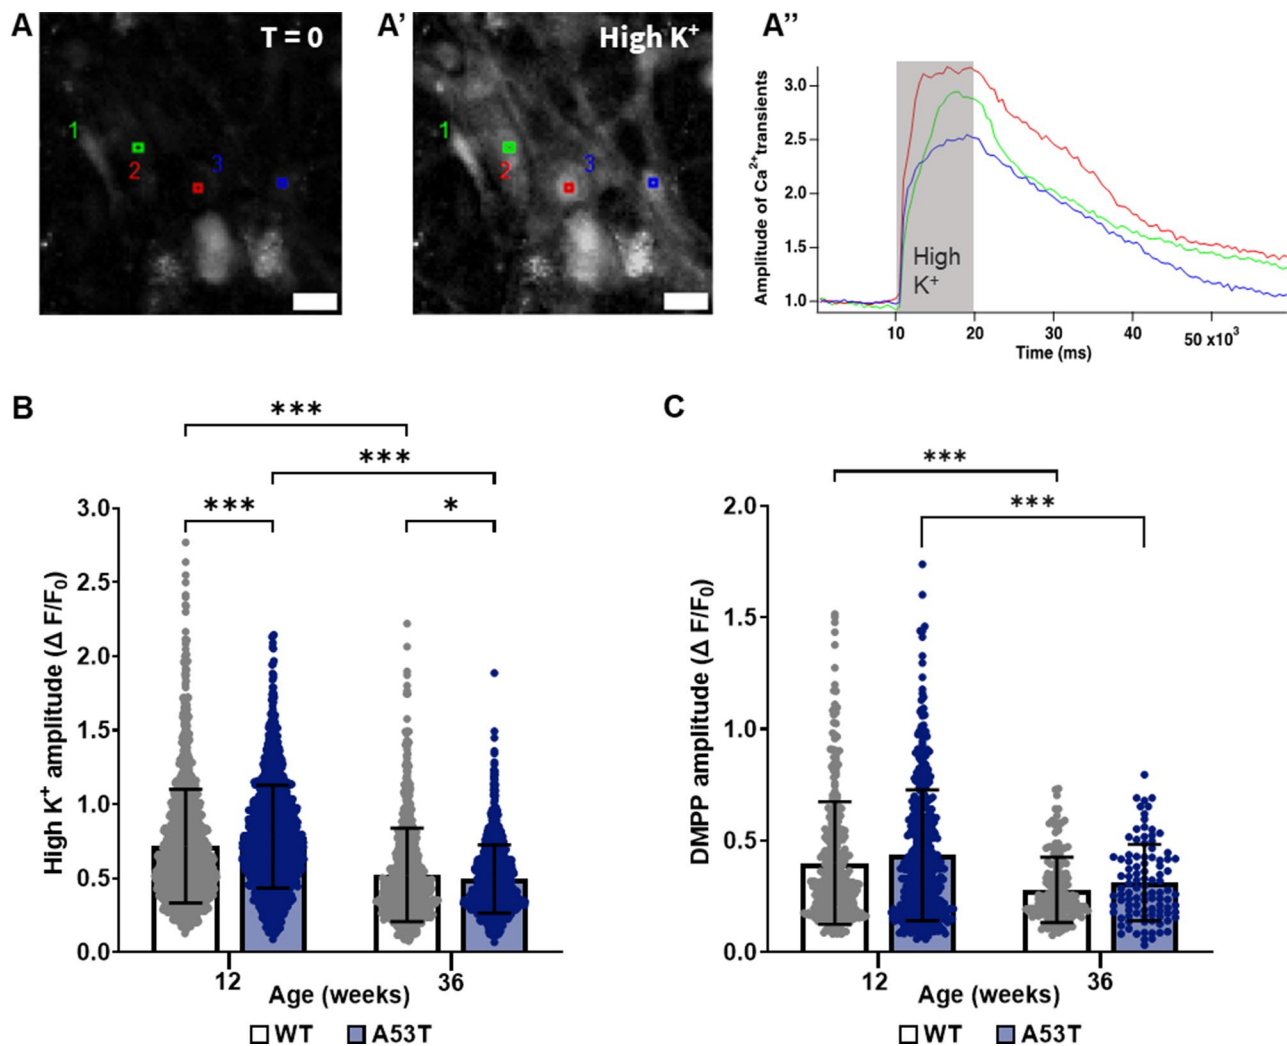 A
T = 0
1
2
3
A'
High K⁺
1
2
3
A''
Amplitude of Ca²⁺transients
3.0
2.5
2.0
1.5
1.0
High
K⁺
10
20
30
40
50 x10³
Time (ms)
B
***
***
***
*
High K⁺ amplitude (Δ F/F₀)
3.0
2.5
2.0
1.5
1.0
0.5
0.0
12
36
Age (weeks)
WT
A53T
C
***
***
DMPP amplitude (Δ F/F₀)
2.0
1.5
1.0
0.5
0.0
12
36
Age (weeks)
WT
A53T